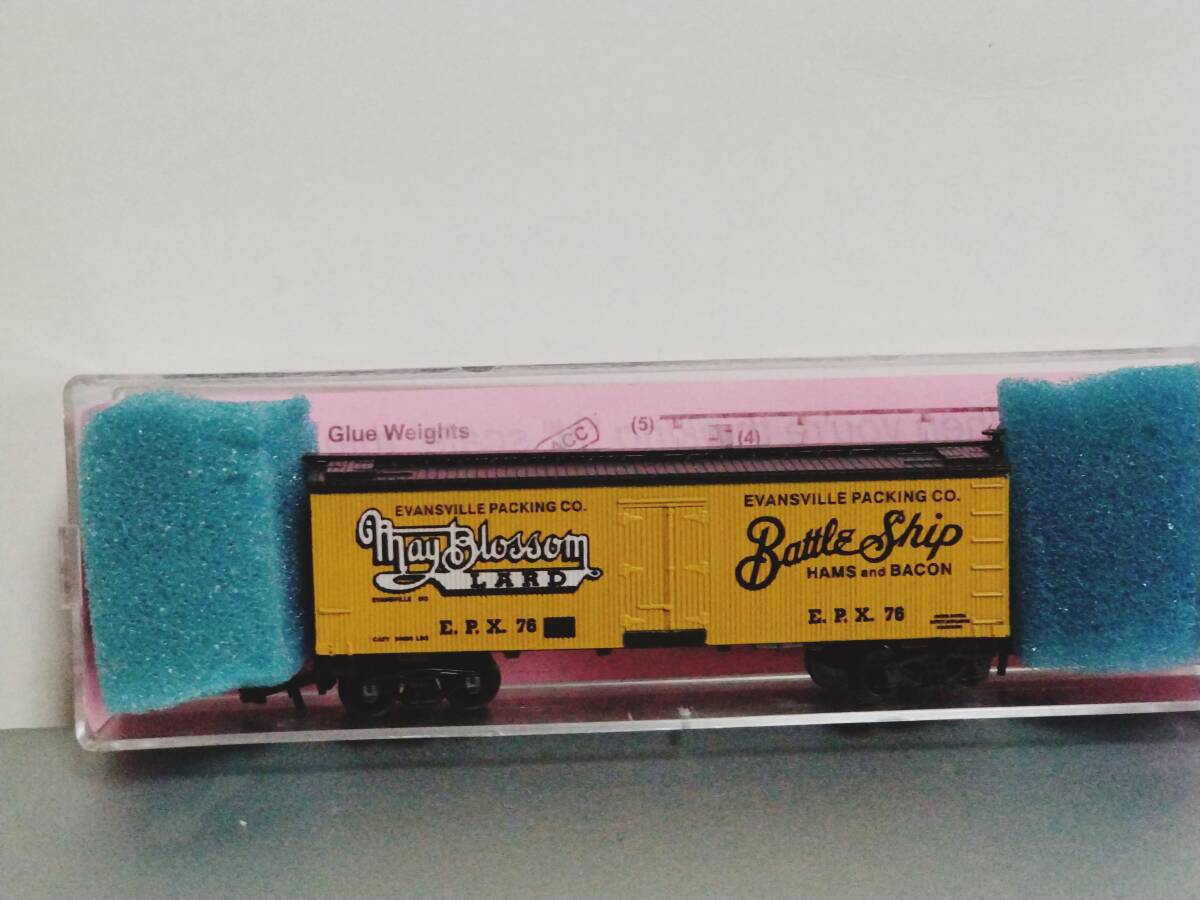 Glue Weights
ACC
(5)
(4)
EVANSVILLE PACKING CO.
May Blossom
LARD
E. P. X. 76
EVANSVILLE PACKING CO.
Battle Ship
HAMS and BACON
E. P. X. 76